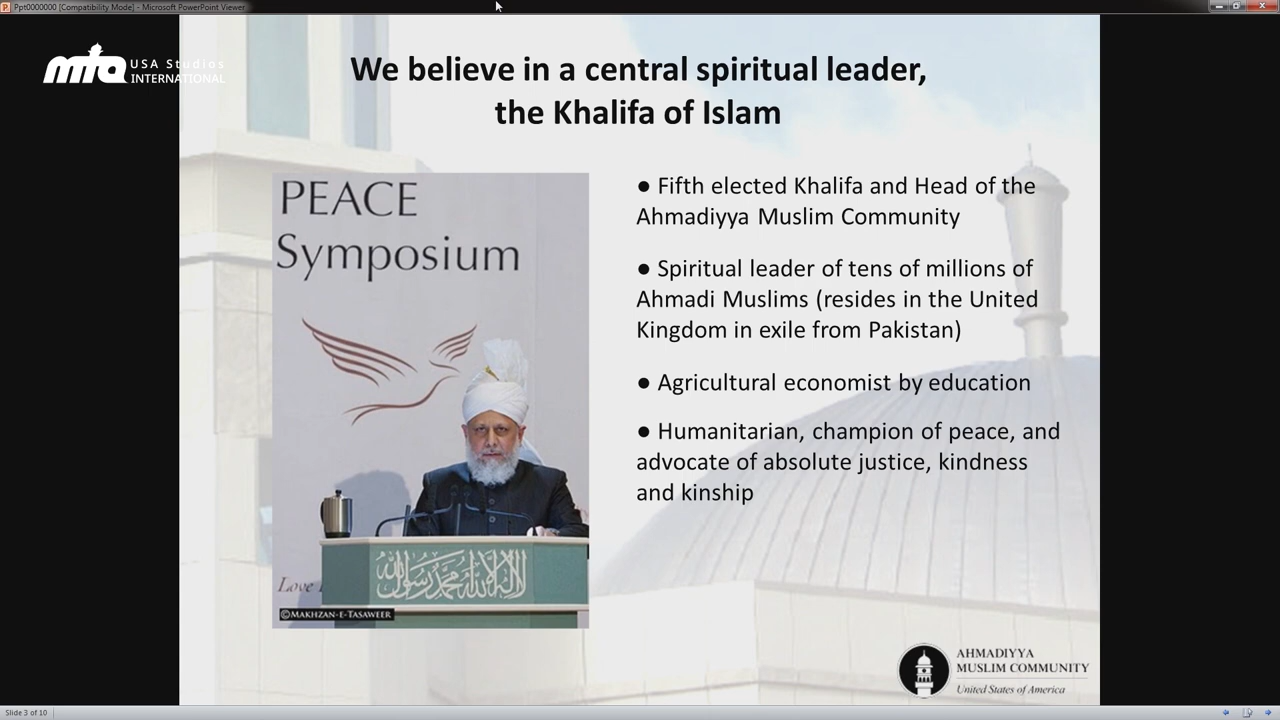 Ppt0000000 [Compatibility Mode] - Microsoft PowerPoint Viewer
mta USA Studios
INTERNATIONAL
We believe in a central spiritual leader,
the Khalifa of Islam
PEACE
Symposium
Love
لا إله إلا الله محمد رسول الله
©MAKHZAN-E-TASAWEER
● Fifth elected Khalifa and Head of the
Ahmadiyya Muslim Community
● Spiritual leader of tens of millions of
Ahmadi Muslims (resides in the United
Kingdom in exile from Pakistan)
● Agricultural economist by education
● Humanitarian, champion of peace, and
advocate of absolute justice, kindness
and kinship
AHMADIYYA
MUSLIM COMMUNITY
United States of America
Slide 3 of 10